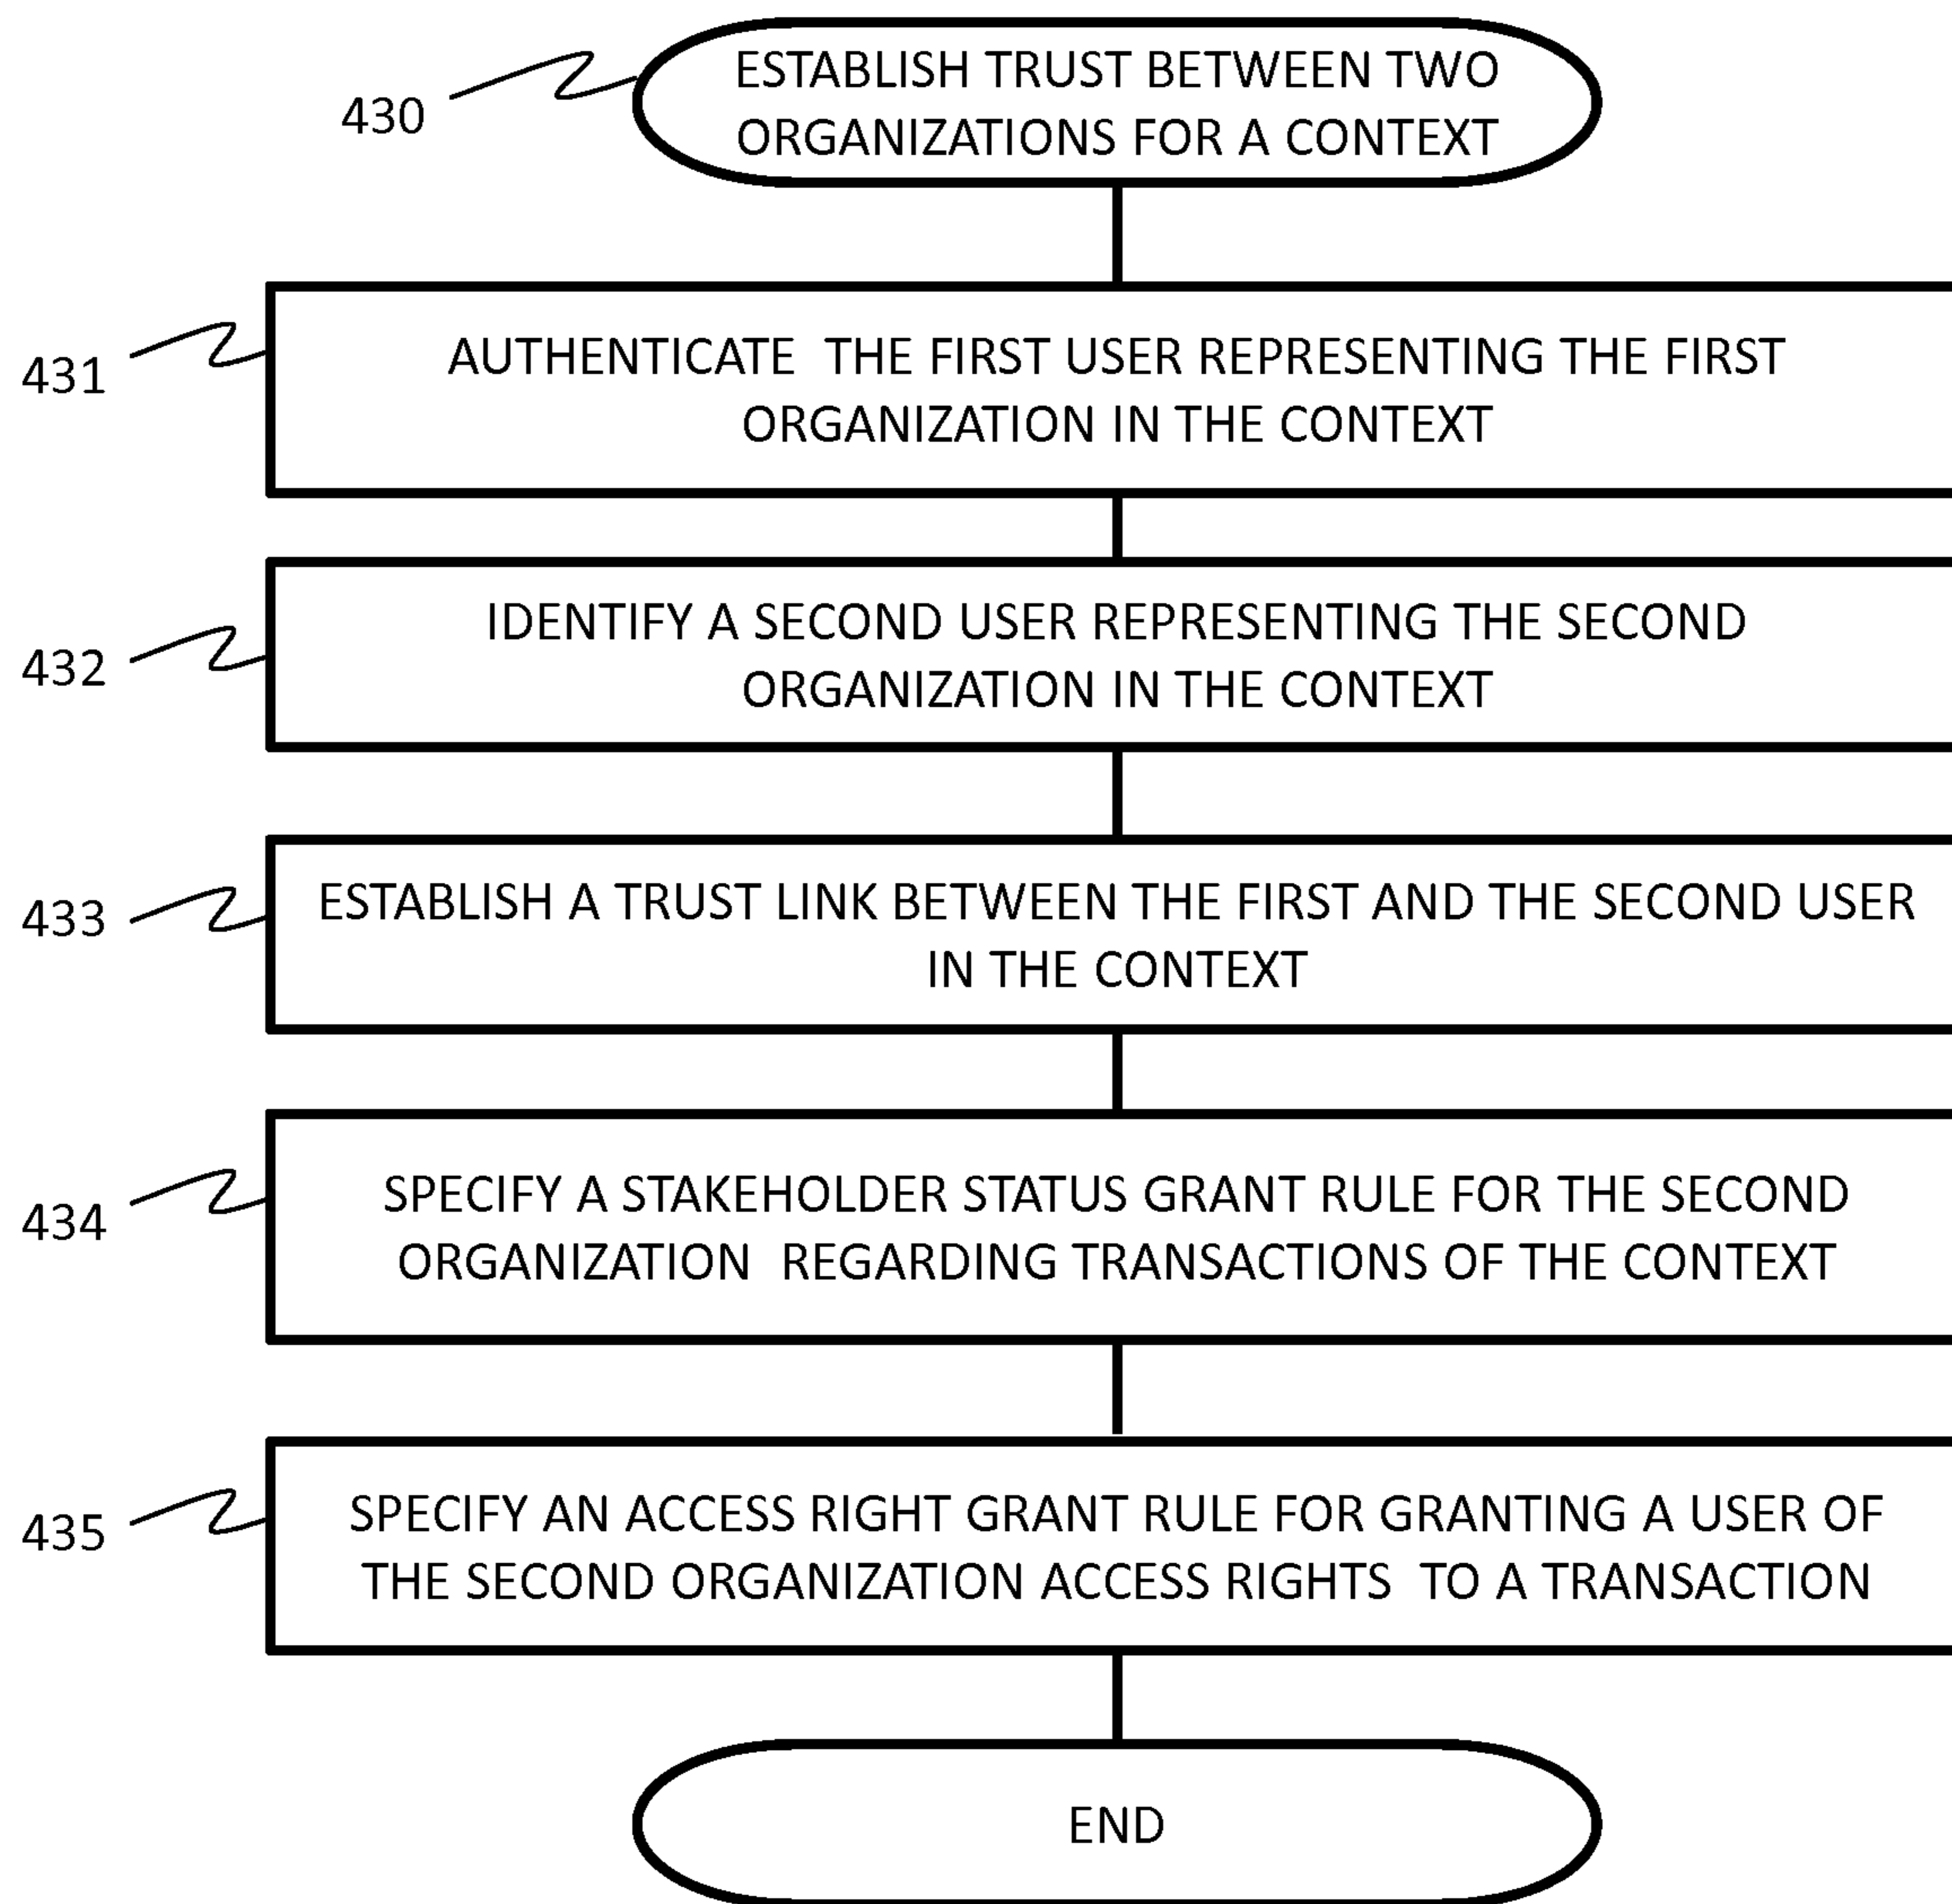 430
ESTABLISH TRUST BETWEEN TWO
ORGANIZATIONS FOR A CONTEXT
431
AUTHENTICATE THE FIRST USER REPRESENTING THE FIRST
ORGANIZATION IN THE CONTEXT
432
IDENTIFY A SECOND USER REPRESENTING THE SECOND
ORGANIZATION IN THE CONTEXT
433
ESTABLISH A TRUST LINK BETWEEN THE FIRST AND THE SECOND USER
IN THE CONTEXT
434
SPECIFY A STAKEHOLDER STATUS GRANT RULE FOR THE SECOND
ORGANIZATION REGARDING TRANSACTIONS OF THE CONTEXT
435
SPECIFY AN ACCESS RIGHT GRANT RULE FOR GRANTING A USER OF
THE SECOND ORGANIZATION ACCESS RIGHTS TO A TRANSACTION
END